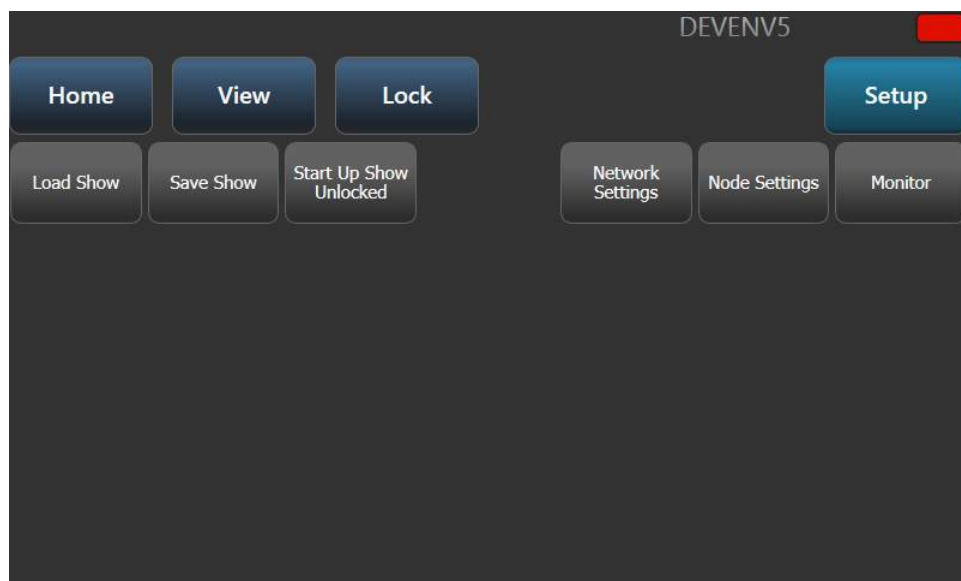 DEVENV5
Home
View
Lock
Setup
Load Show
Save Show
Start Up Show
Unlocked
Network
Settings
Node Settings
Monitor